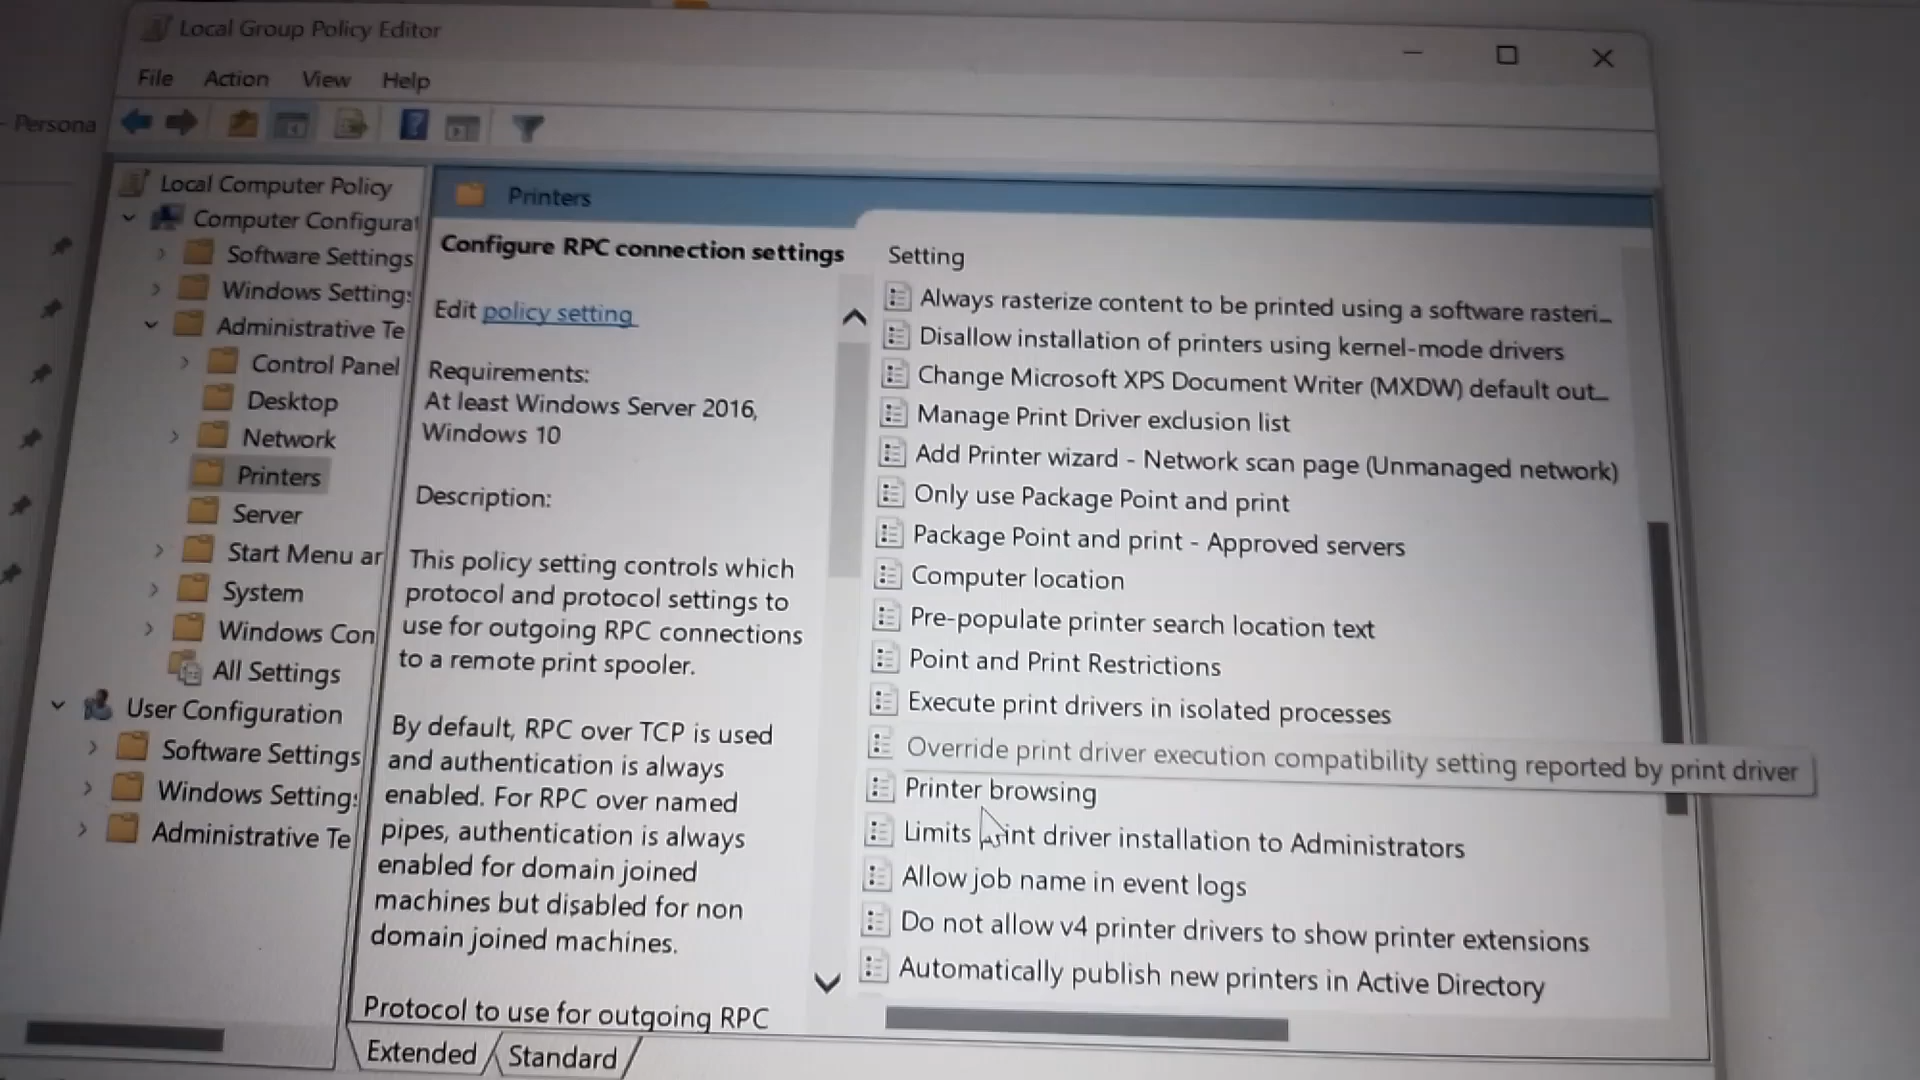 Local Group Policy Editor
File Action View Help
- Persona
Local Computer Policy
Computer Configurat
Software Settings
Windows Setting:
Administrative Te
Control Panel
Desktop
Network
Printers
Server
Start Menu ar
System
Windows Con
All Settings
User Configuration
Software Settings
Windows Setting:
Administrative Te
Printers
Configure RPC connection settings
Edit policy setting
Requirements:
At least Windows Server 2016,
Windows 10
Description:
This policy setting controls which
protocol and protocol settings to
use for outgoing RPC connections
to a remote print spooler.
By default, RPC over TCP is used
and authentication is always
enabled. For RPC over named
pipes, authentication is always
enabled for domain joined
machines but disabled for non
domain joined machines.
Protocol to use for outgoing RPC
Setting
Always rasterize content to be printed using a software rasteri...
Disallow installation of printers using kernel-mode drivers
Change Microsoft XPS Document Writer (MXDW) default out...
Manage Print Driver exclusion list
Add Printer wizard - Network scan page (Unmanaged network)
Only use Package Point and print
Package Point and print - Approved servers
Computer location
Pre-populate printer search location text
Point and Print Restrictions
Execute print drivers in isolated processes
Override print driver execution compatibility setting reported by print driver
Printer browsing
Limits print driver installation to Administrators
Allow job name in event logs
Do not allow v4 printer drivers to show printer extensions
Automatically publish new printers in Active Directory
Extended Standard